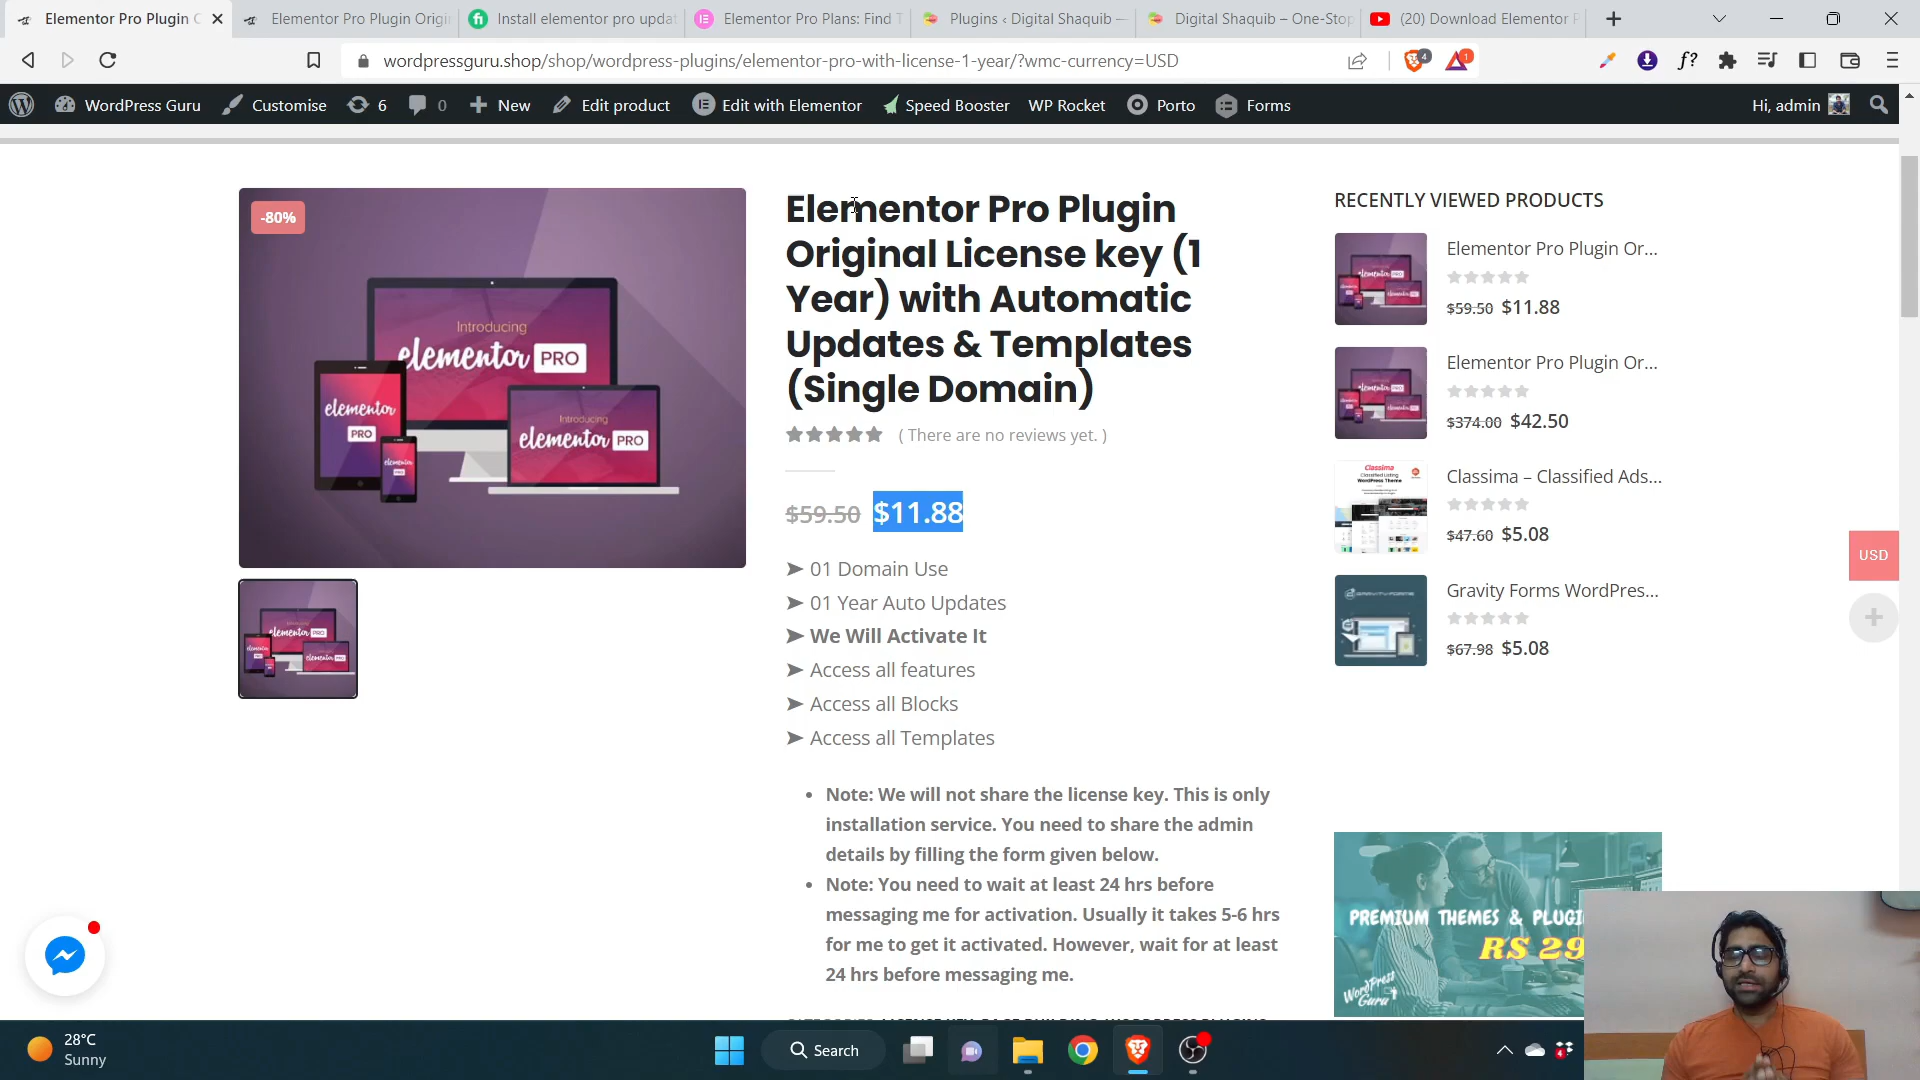 Elementor Pro Plugin
Elementor Pro Plugin Origi
Install elementor pro updat
Elementor Pro Plans: Find T
Plugins ‹ Digital Shaquib —
Digital Shaquib – One-Stop
(20) Download Elementor P
wordpressguru.shop/shop/wordpress-plugins/elementor-pro-with-license-1-year/?wmc-currency=USD
4
1
WordPress Guru
Customise
6
0
New
Edit product
Edit with Elementor
Speed Booster
WP Rocket
Porto
Forms
Hi, admin
-80%
Introducing
elementor PRO
elementor
PRO
Introducing
elementor PRO
Elementor Pro Plugin
Original License key (1
Year) with Automatic
Updates & Templates
(Single Domain)
( There are no reviews yet. )
$59.50 $11.88
➤ 01 Domain Use
➤ 01 Year Auto Updates
➤ We Will Activate It
➤ Access all features
➤ Access all Blocks
➤ Access all Templates
• Note: We will not share the license key. This is only
installation service. You need to share the admin
details by filling the form given below.
• Note: You need to wait at least 24 hrs before
messaging me for activation. Usually it takes 5-6 hrs
for me to get it activated. However, wait for at least
24 hrs before messaging me.
RECENTLY VIEWED PRODUCTS
Elementor Pro Plugin Or...
$59.50 $11.88
Elementor Pro Plugin Or...
$374.00 $42.50
Classima – Classified Ads...
$47.60 $5.08
Gravity Forms WordPres...
$67.98 $5.08
USD
PREMIUM THEMES & PLUGI
RS 29
WordPress
Guru
28°C
Sunny
Search
4